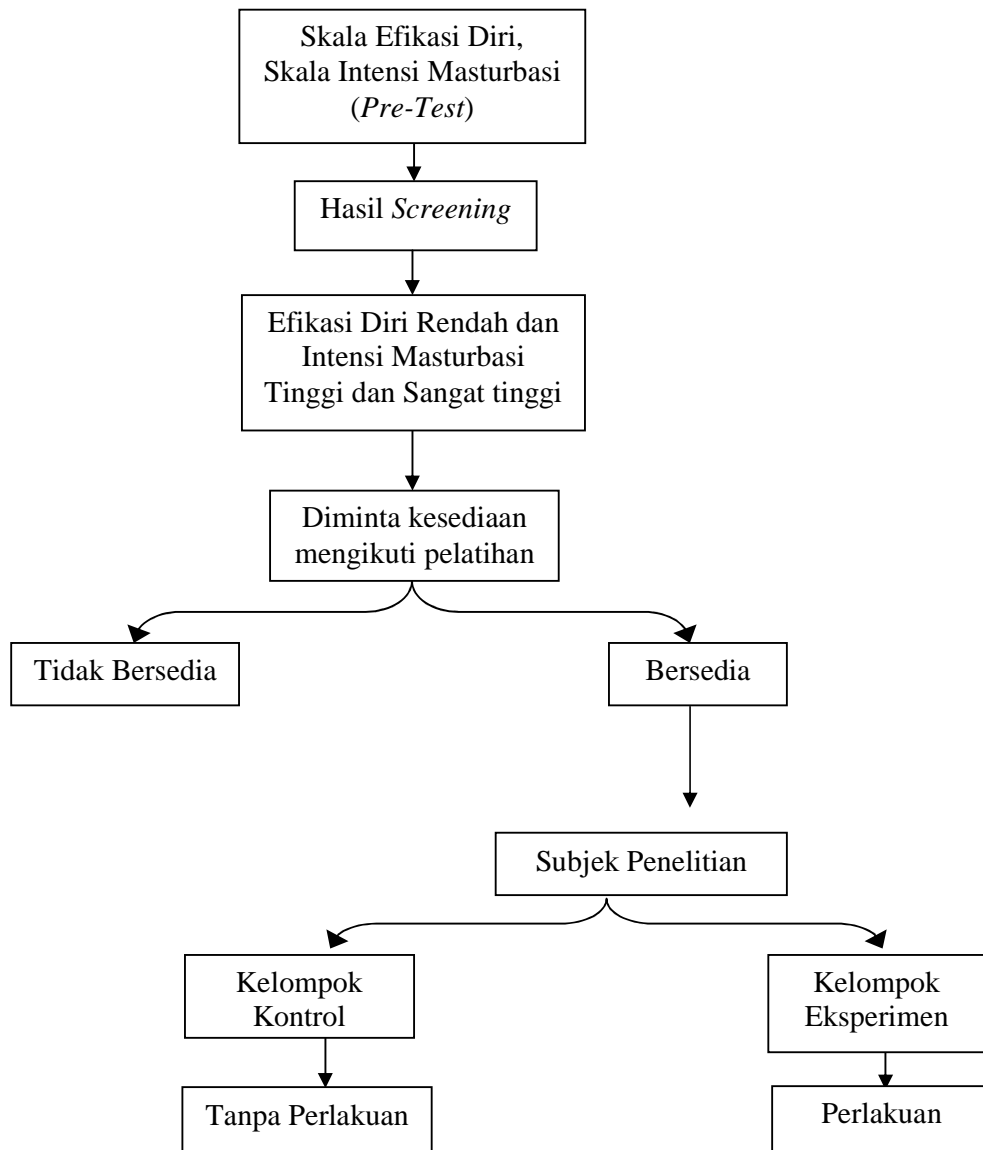 Skala Efikasi Diri,
Skala Intensi Masturbasi
(Pre-Test)
Hasil Screening
Efikasi Diri Rendah dan
Intensi Masturbasi
Tinggi dan Sangat tinggi
Diminta kesediaan
mengikuti pelatihan
Tidak Bersedia
Bersedia
Subjek Penelitian
Kelompok
Kontrol
Kelompok
Eksperimen
Tanpa Perlakuan
Perlakuan